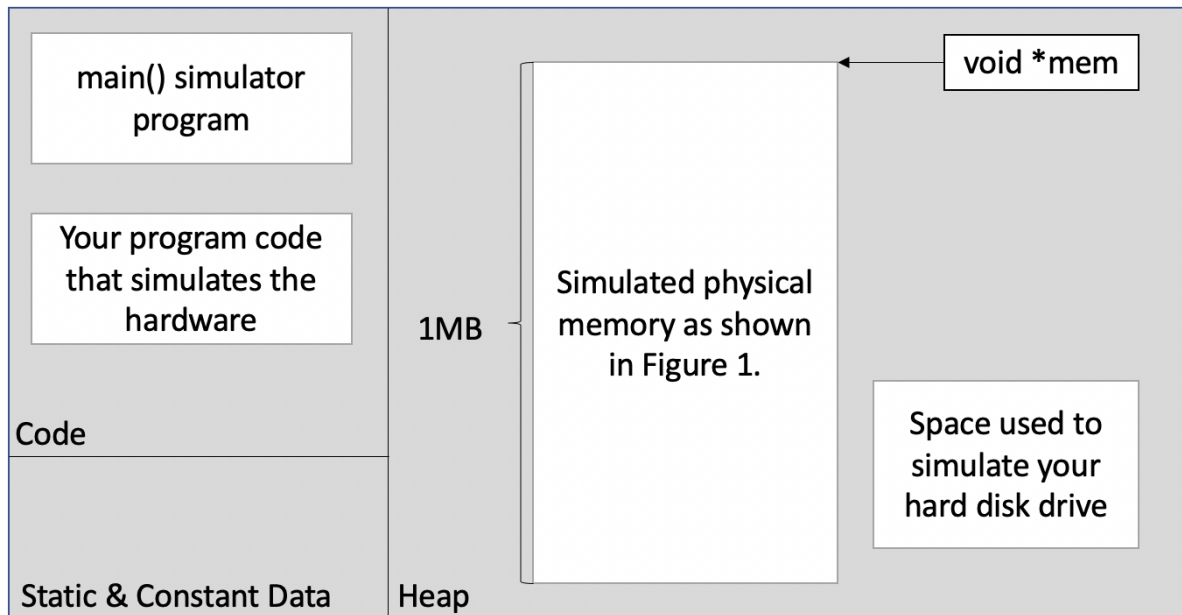 main() simulator
program
Your program code
that simulates the
hardware
Code
Static & Constant Data
void *mem
1MB
Simulated physical
memory as shown
in Figure 1.
Space used to
simulate your
hard disk drive
Heap